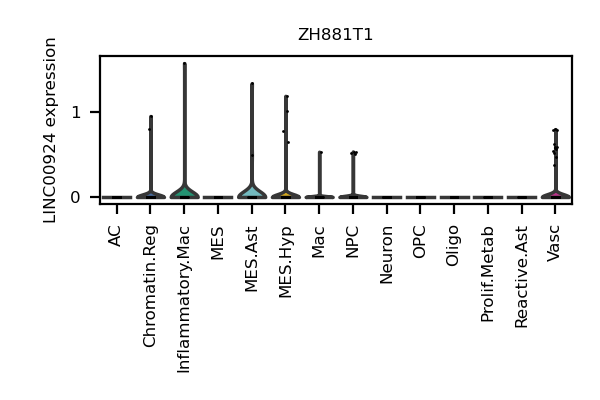 ZH881T1
LINC00924 expression
1
0
AC
Chromatin.Reg
Inflammatory.Mac
MES
MES.Ast
MES.Hyp
Mac
NPC
Neuron
OPC
Oligo
Prolif.Metab
Reactive.Ast
Vasc